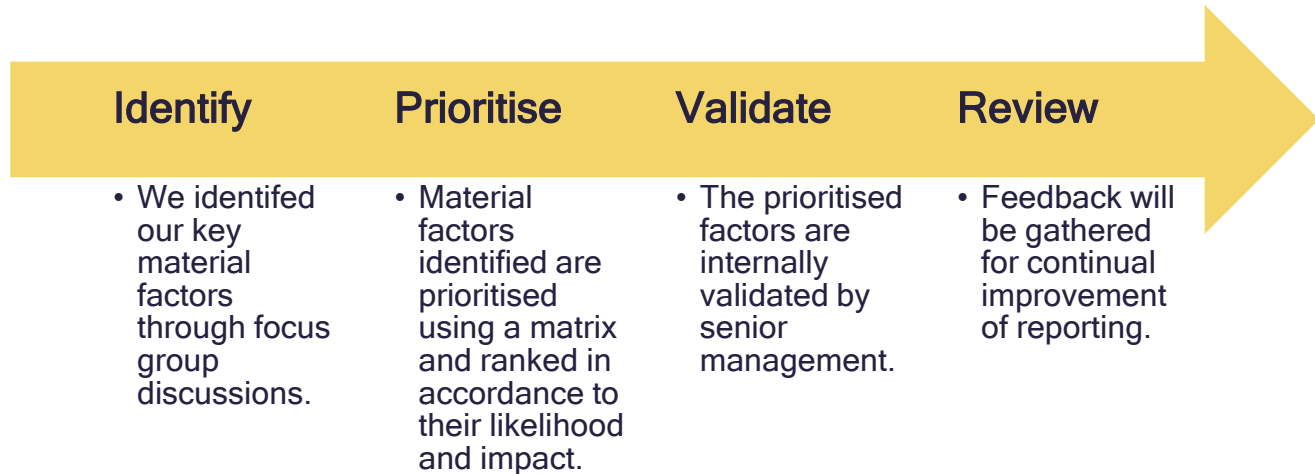 Identify
Prioritise
Validate
Review
• We identifed
our key
material
factors
through focus
group
discussions.
• Material
factors
identified are
prioritised
using a matrix
and ranked in
accordance to
their likelihood
and impact.
• The prioritised
factors are
internally
validated by
senior
management.
• Feedback will
be gathered
for continual
improvement
of reporting.